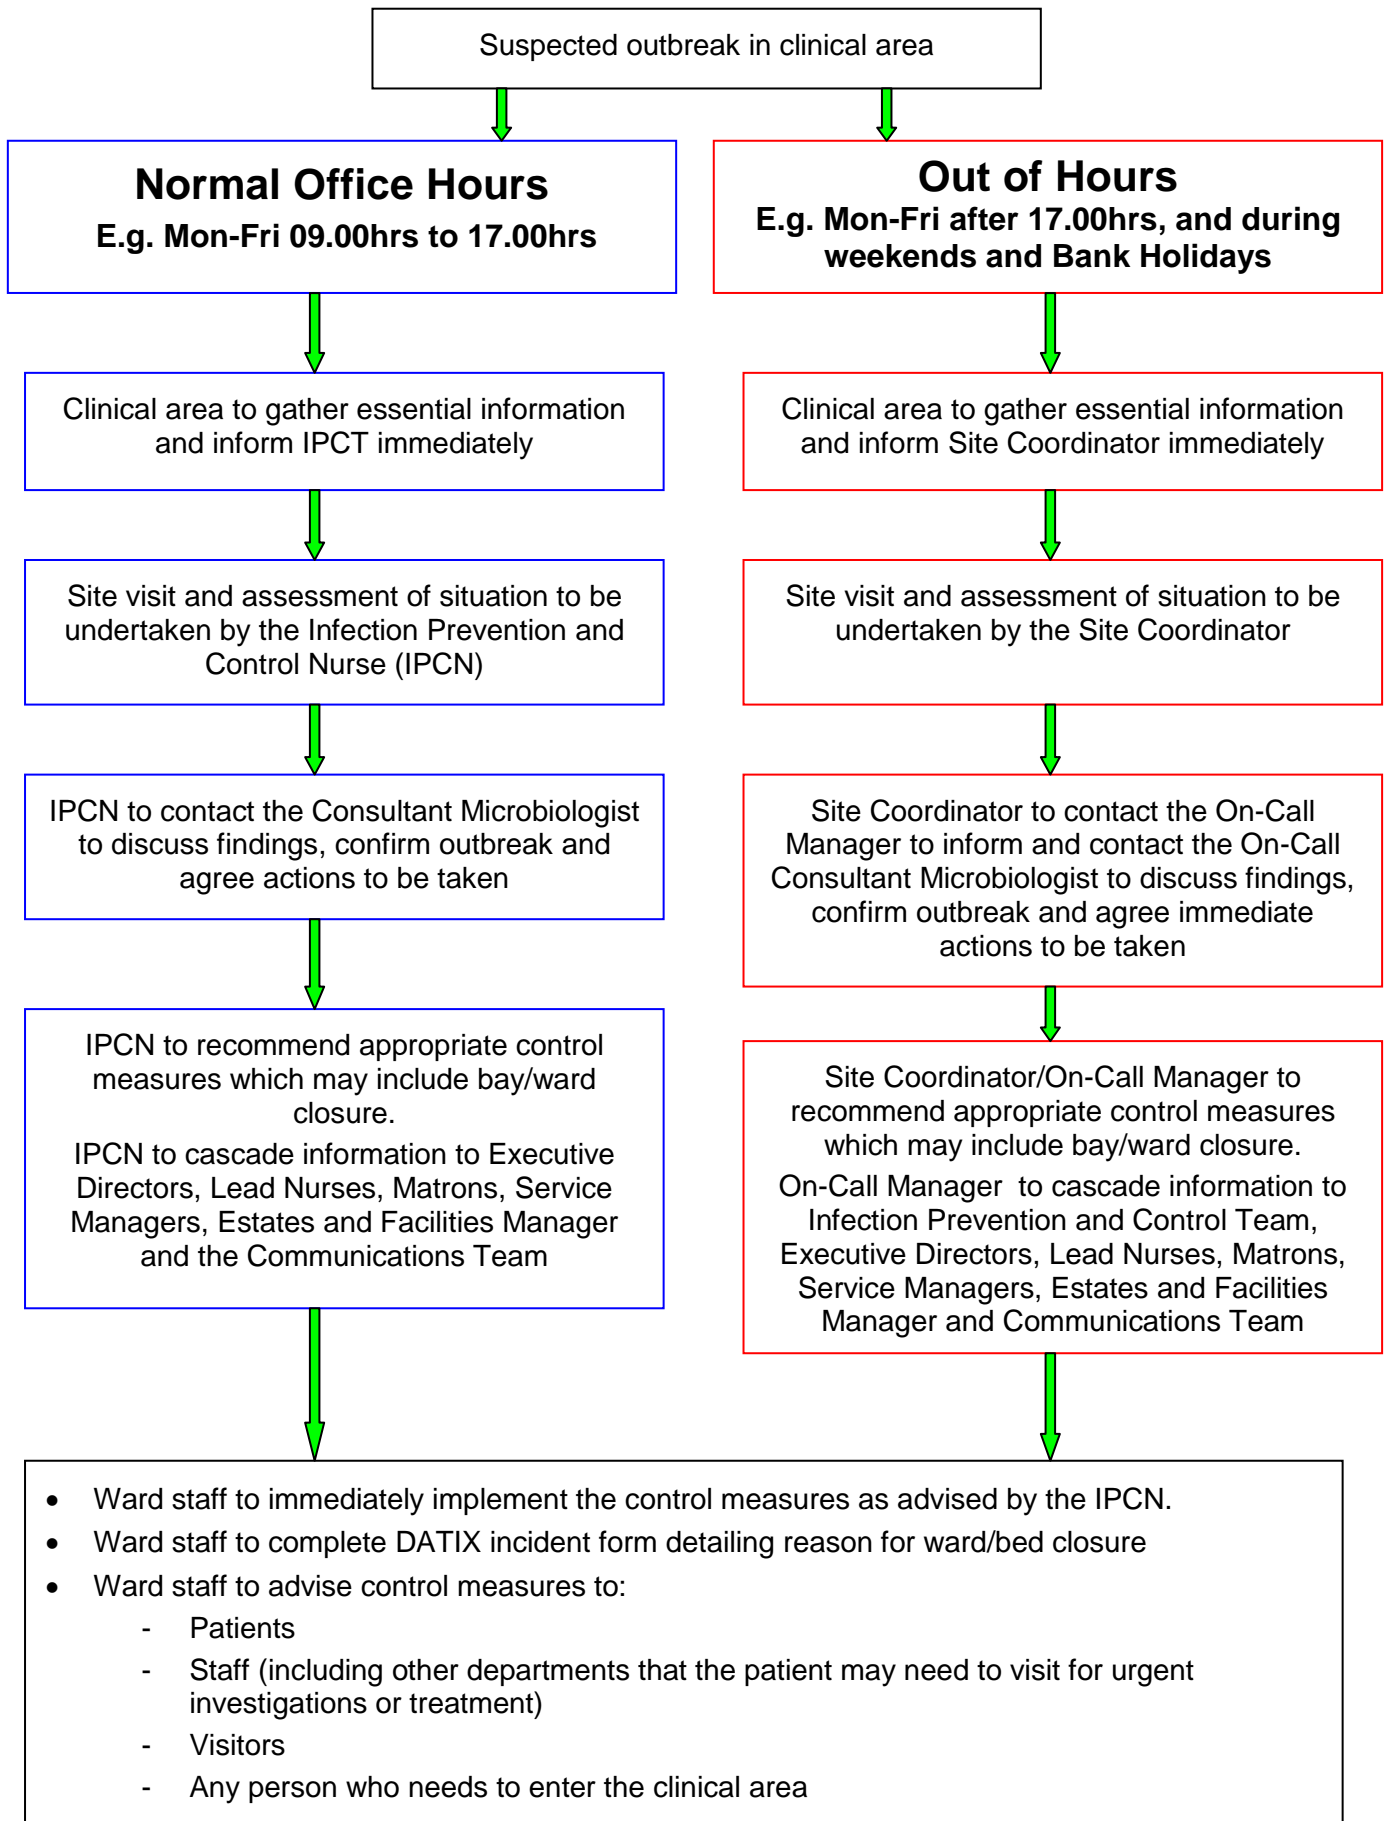 Suspected outbreak in clinical area
Normal Office Hours
E.g. Mon-Fri 09.00hrs to 17.00hrs
Out of Hours
E.g. Mon-Fri after 17.00hrs, and during
weekends and Bank Holidays
Clinical area to gather essential information
and inform IPCT immediately
Clinical area to gather essential information
and inform Site Coordinator immediately
Site visit and assessment of situation to be
undertaken by the Infection Prevention and
Control Nurse (IPCN)
Site visit and assessment of situation to be
undertaken by the Site Coordinator
IPCN to contact the Consultant Microbiologist
to discuss findings, confirm outbreak and
agree actions to be taken
Site Coordinator to contact the On-Call
Manager to inform and contact the On-Call
Consultant Microbiologist to discuss findings,
confirm outbreak and agree immediate
actions to be taken
IPCN to recommend appropriate control
measures which may include bay/ward
closure.
IPCN to cascade information to Executive
Directors, Lead Nurses, Matrons, Service
Managers, Estates and Facilities Manager
and the Communications Team
Site Coordinator/On-Call Manager to
recommend appropriate control measures
which may include bay/ward closure.
On-Call Manager to cascade information to
Infection Prevention and Control Team,
Executive Directors, Lead Nurses, Matrons,
Service Managers, Estates and Facilities
Manager and Communications Team
• Ward staff to immediately implement the control measures as advised by the IPCN.
• Ward staff to complete DATIX incident form detailing reason for ward/bed closure
• Ward staff to advise control measures to:
- Patients
- Staff (including other departments that the patient may need to visit for urgent
investigations or treatment)
- Visitors
- Any person who needs to enter the clinical area